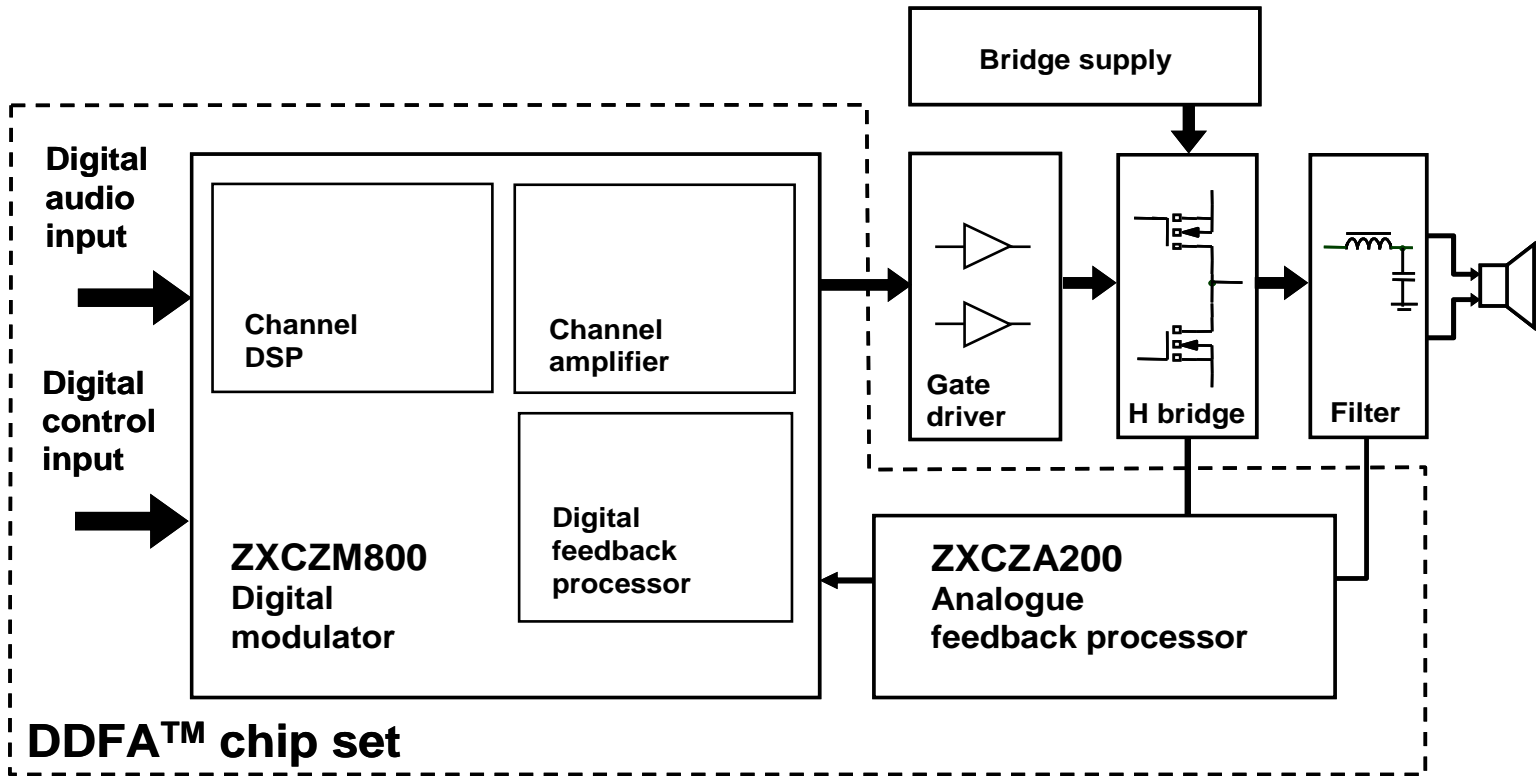 Bridge supply
Digital
audio
input
Digital
control
input
Channel
DSP
Channel
amplifier
Digital
feedback
processor
ZXCZM800
Digital
modulator
Gate
driver
H bridge
Filter
ZXCZA200
Analogue
feedback processor
DDFA™ chip set